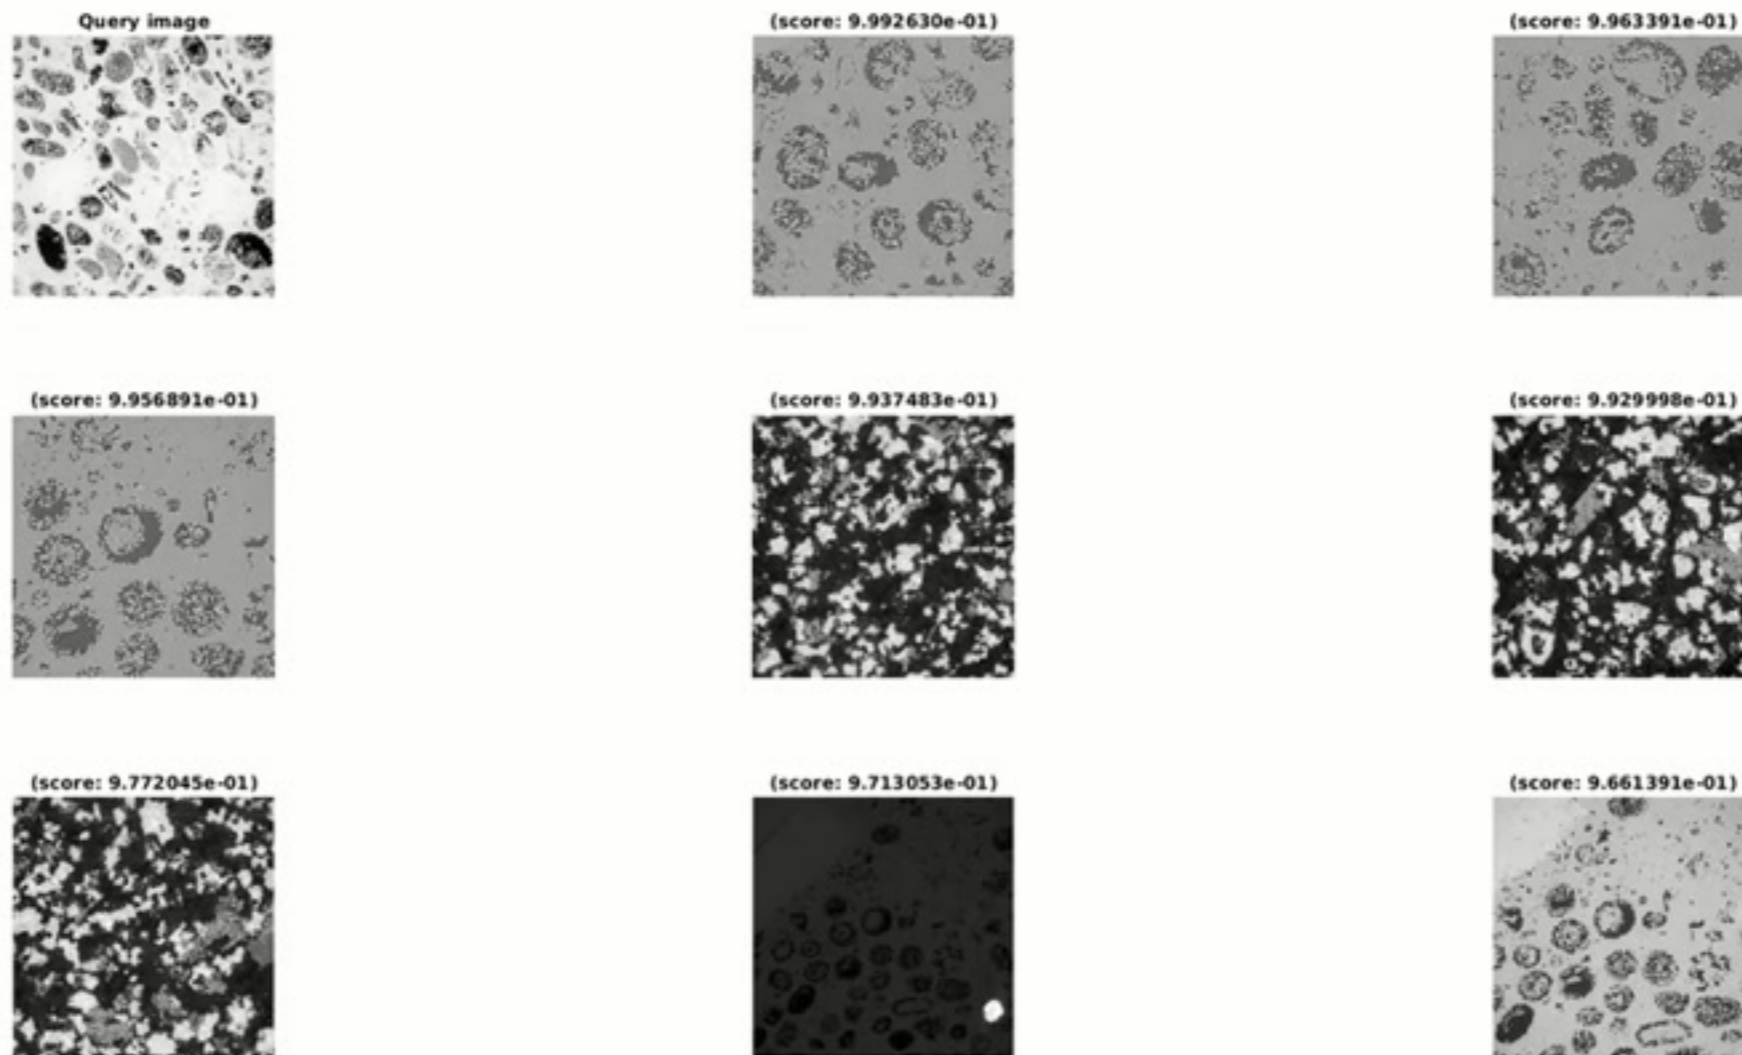 Query image
(score: 9.992630e-01)
(score: 9.963391e-01)
(score: 9.956891e-01)
(score: 9.937483e-01)
(score: 9.929998e-01)
(score: 9.772045e-01)
(score: 9.713053e-01)
(score: 9.661391e-01)